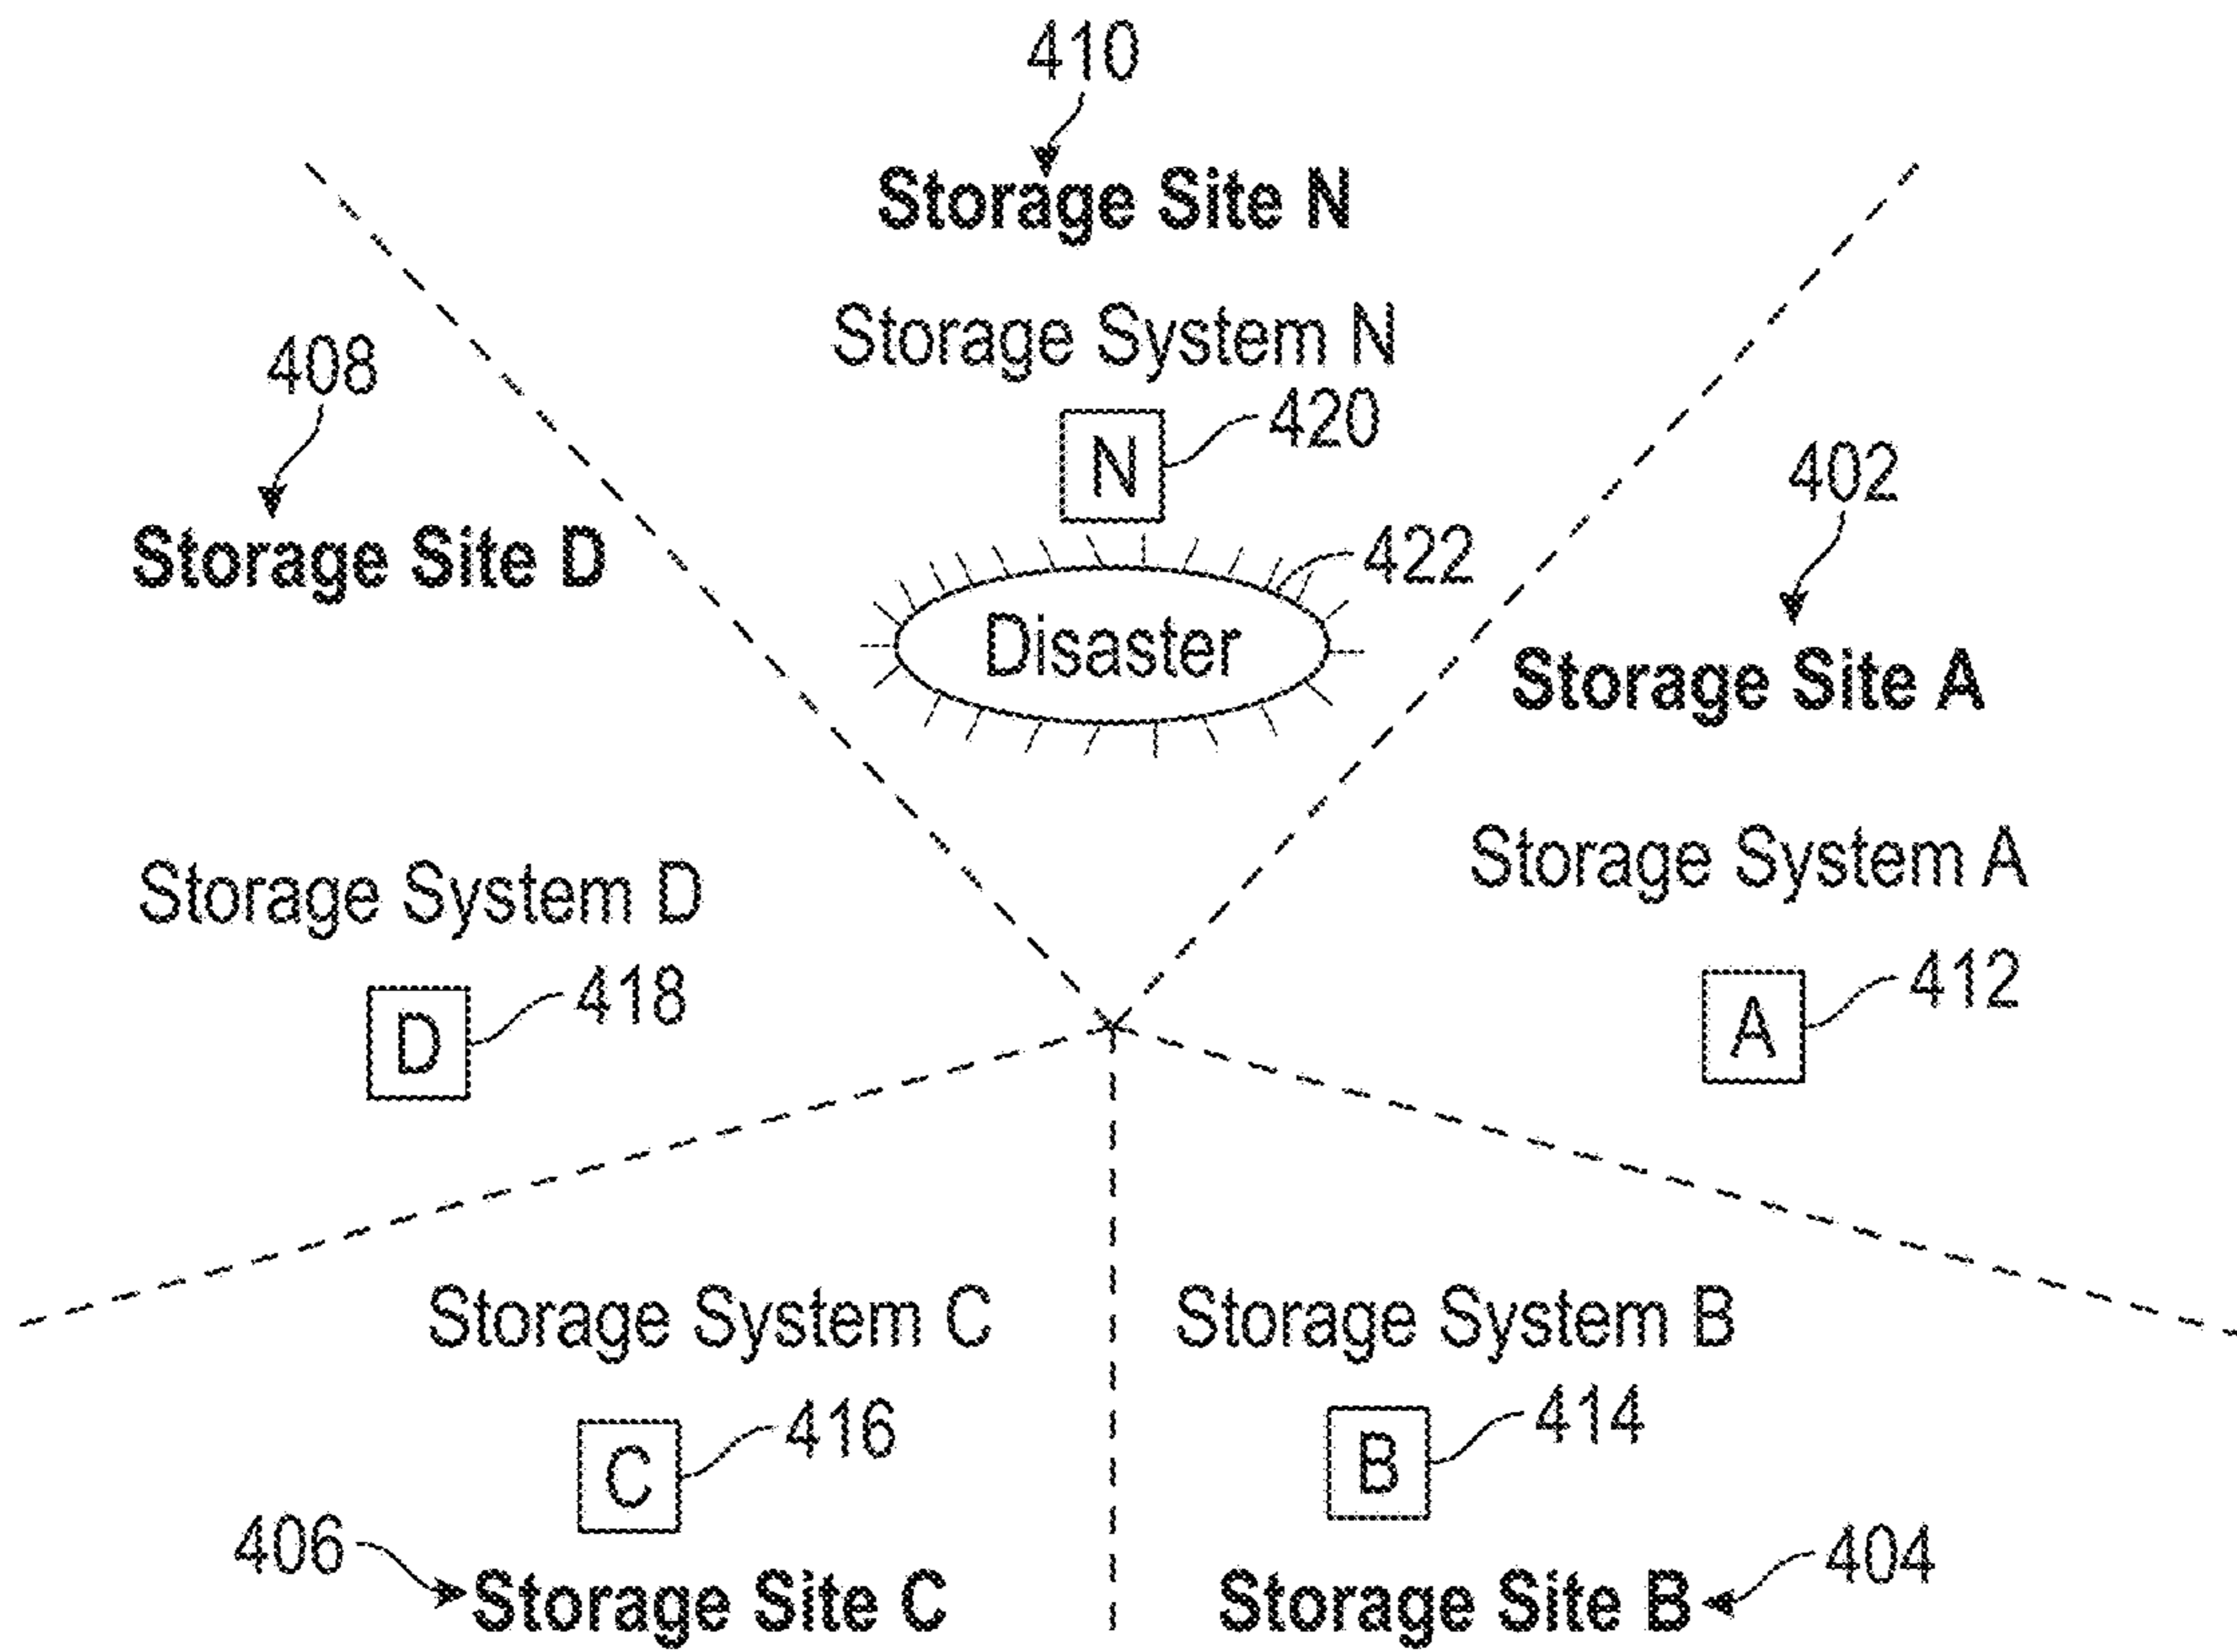 410
Storage Site N
Storage System N
N
420
408
Storage Site D
402
Storage Site A
422
Disaster
Storage System D
D
418
Storage System A
A
412
Storage System C
C
416
406
Storage Site C
Storage System B
B
414
404
Storage Site B